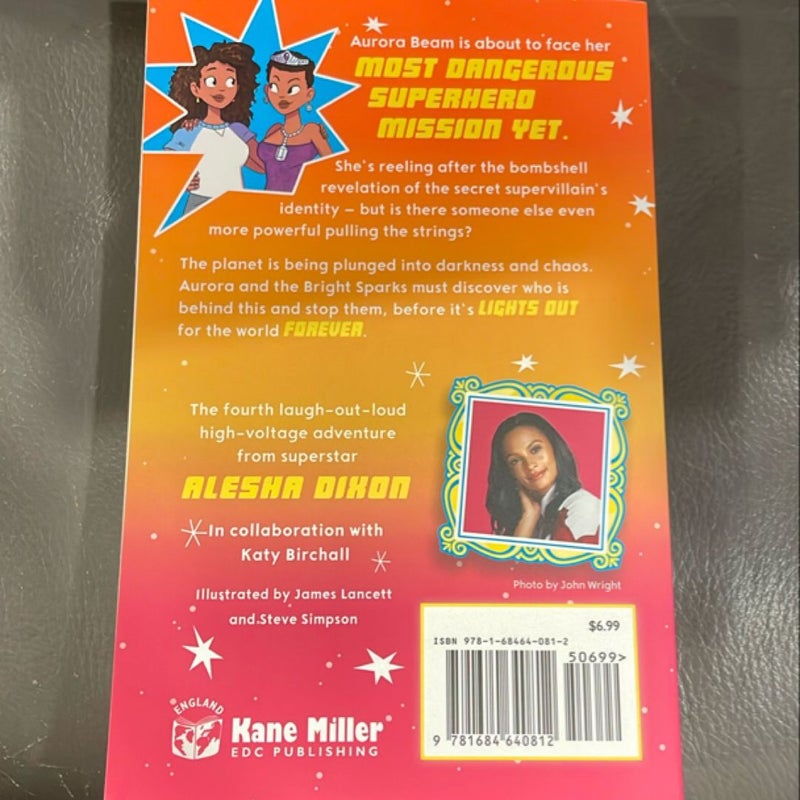 Aurora Beam is about to face her
MOST DANGEROUS
SUPERHERO
MISSION YET.
She's reeling after the bombshell
revelation of the secret supervillain's
identity – but is there someone else even
more powerful pulling the strings?
The planet is being plunged into darkness and chaos.
Aurora and the Bright Sparks must discover who is
behind this and stop them, before it's LIGHTS OUT
for the world FOREVER.
The fourth laugh-out-loud
high-voltage adventure
from superstar
ALESHA DIXON
In collaboration with
Katy Birchall
Illustrated by James Lancett
and Steve Simpson
Photo by John Wright
$6.99
ISBN 978-1-68464-081-2
50699>
9 781684 640812
ENGLAND
Kane Miller
EDC PUBLISHING